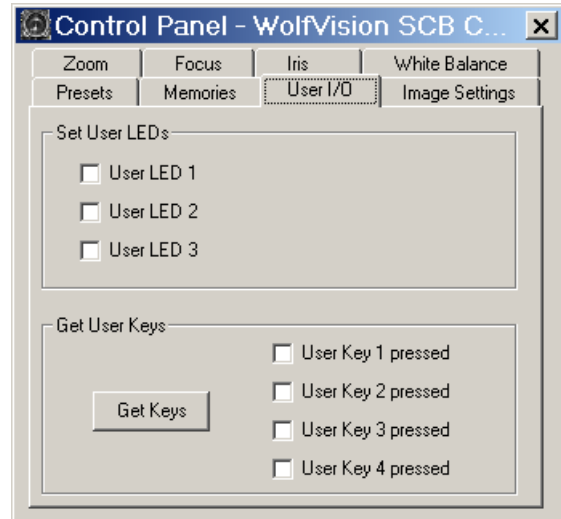 Control Panel - WolfVision SCB C...
Zoom Focus Iris White Balance
Presets Memories User I/O Image Settings
Set User LEDs
User LED 1
User LED 2
User LED 3
Get User Keys
User Key 1 pressed
User Key 2 pressed
Get Keys
User Key 3 pressed
User Key 4 pressed